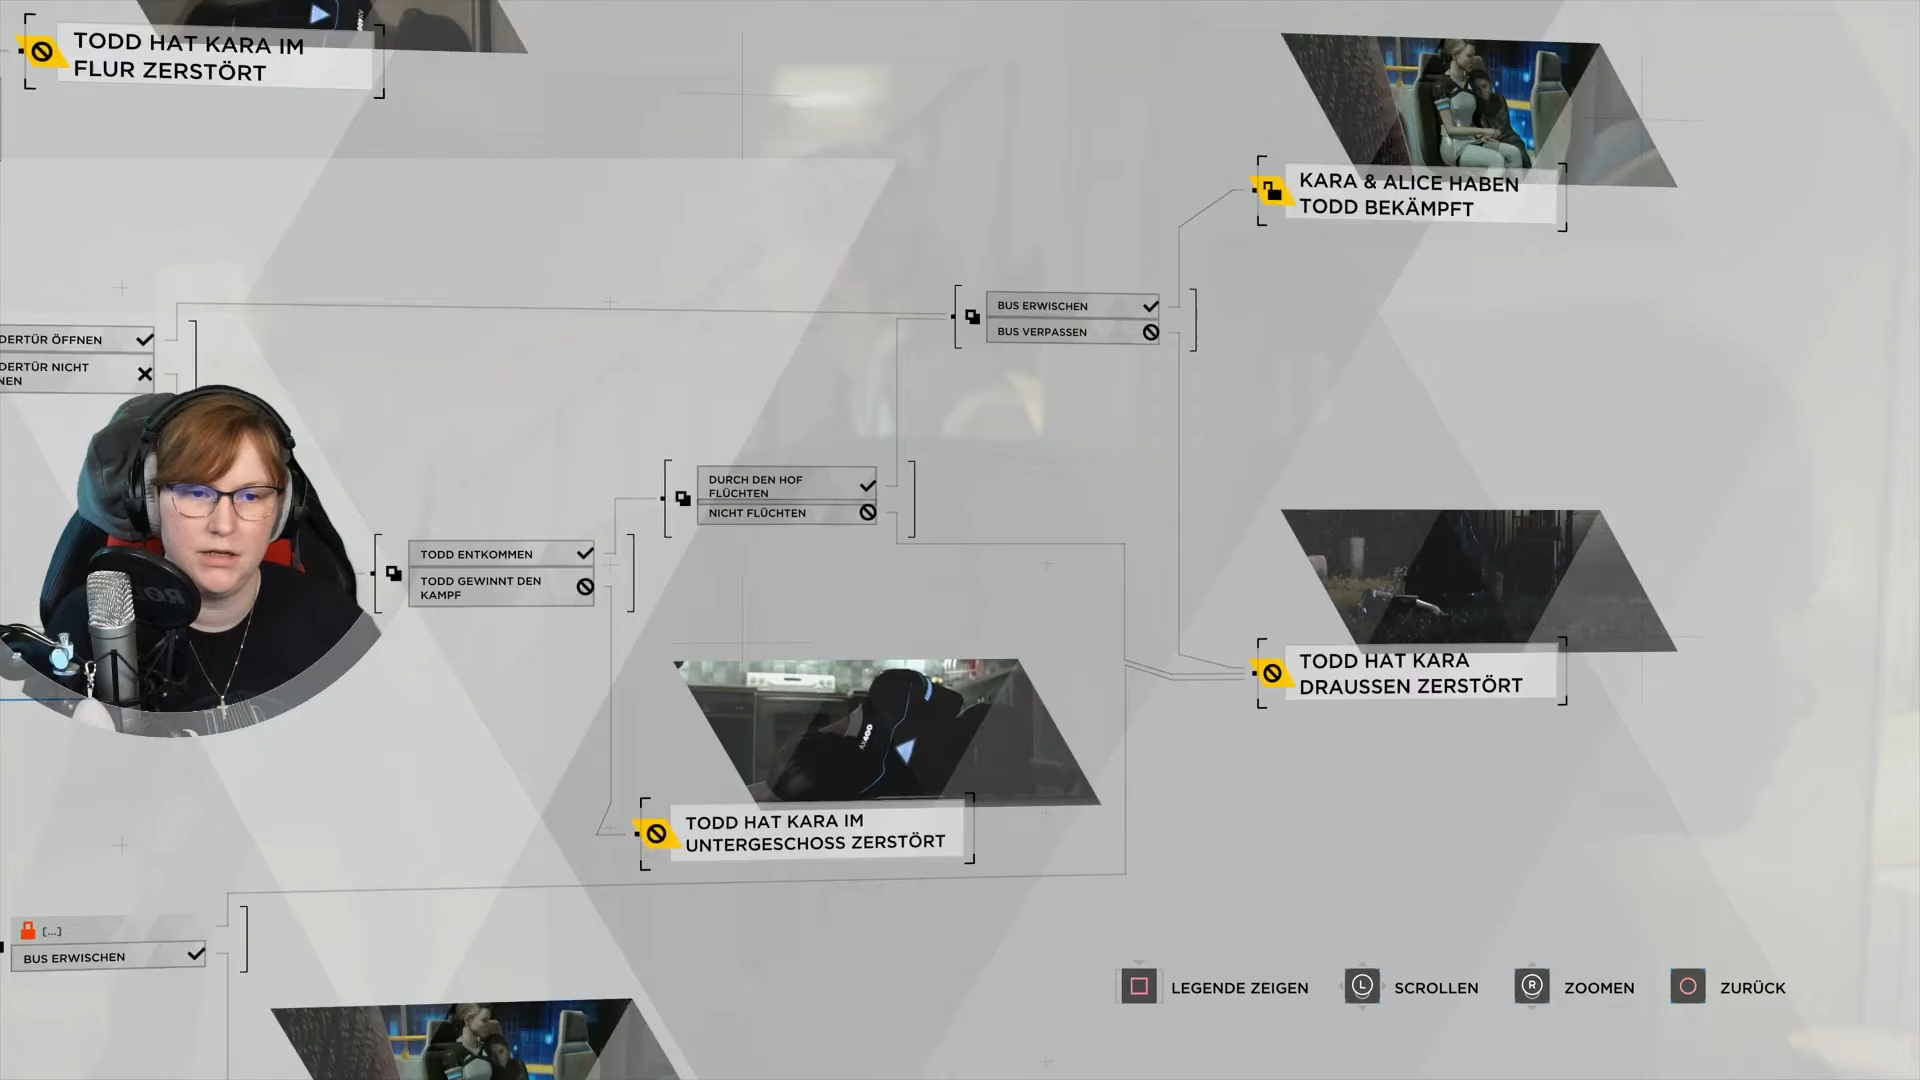 TODD HAT KARA IM
FLUR ZERSTÖRT
KARA & ALICE HABEN
TODD BEKÄMPFT
BUS ERWISCHEN
BUS VERPASSEN
DERTÜR ÖFFNEN
DERTÜR NICHT
NEN
DURCH DEN HOF
FLÜCHTEN
NICHT FLÜCHTEN
TODD ENTKOMMEN
TODD GEWINNT DEN
KAMPF
TODD HAT KARA
DRAUSSEN ZERSTÖRT
AX400
TODD HAT KARA IM
UNTERGESCHOSS ZERSTÖRT
[...]
BUS ERWISCHEN
LEGENDE ZEIGEN
L
SCROLLEN
R
ZOOMEN
ZURÜCK